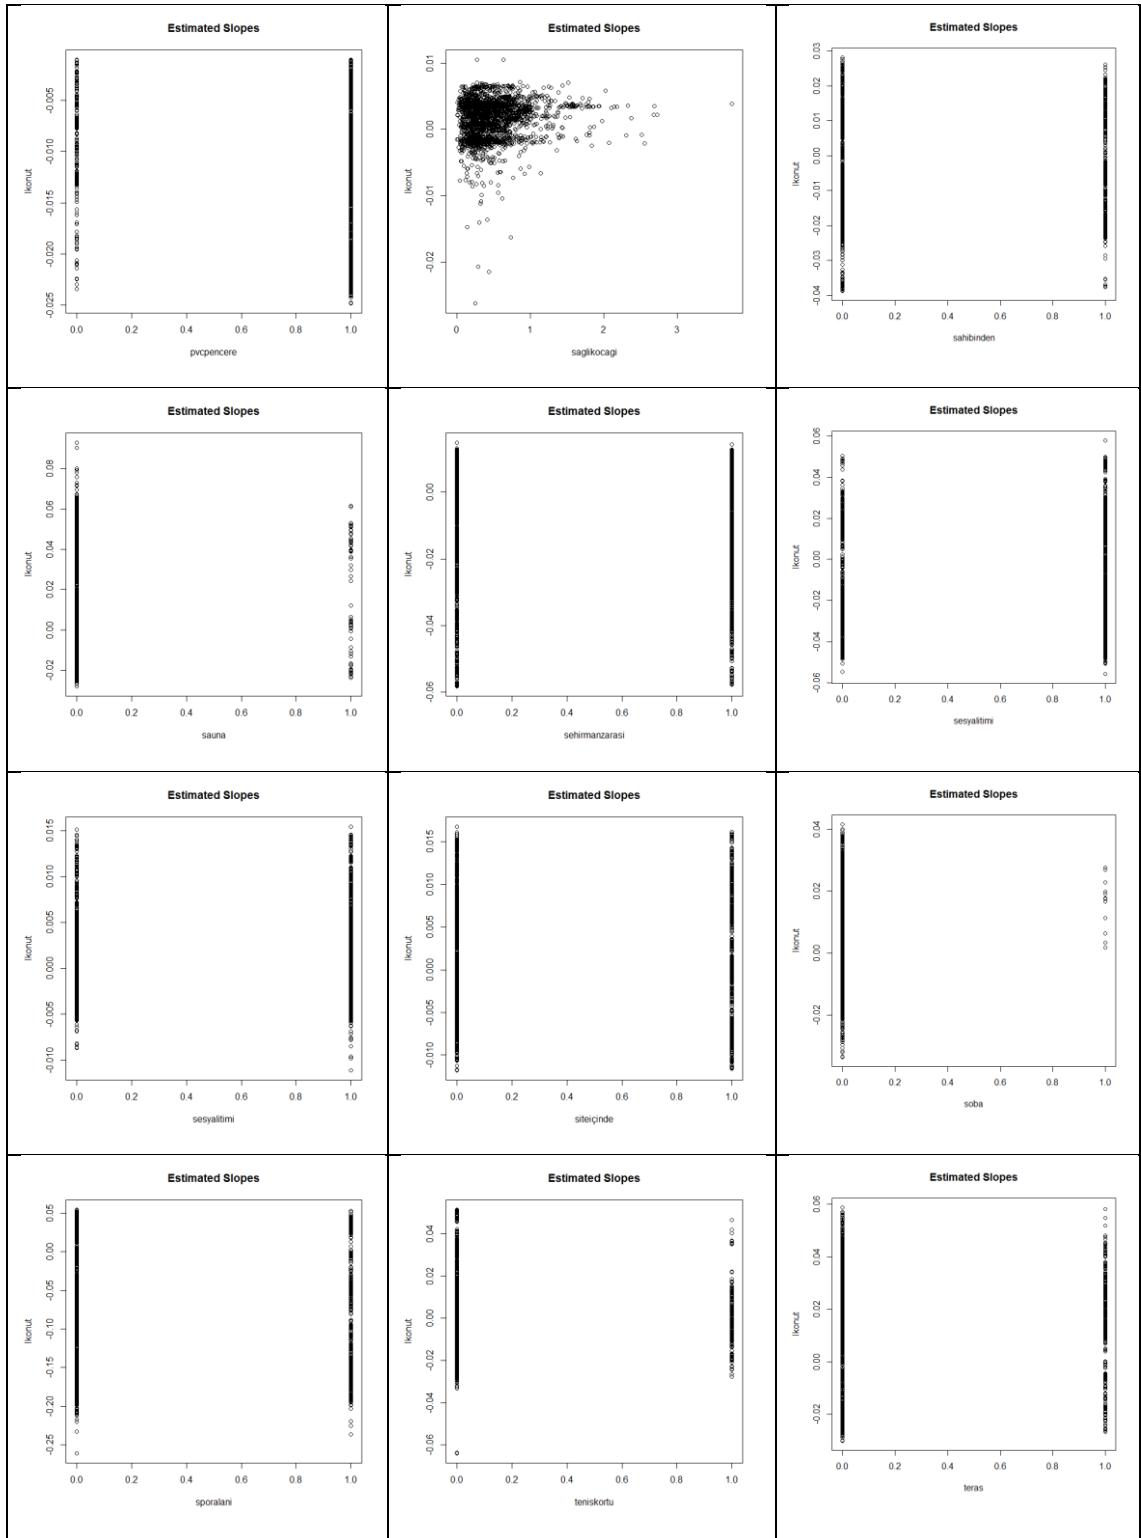 Estimated Slopes
lkonut
-0.025 -0.020 -0.015 -0.010 -0.005
0.0 0.2 0.4 0.6 0.8 1.0
pvcpencere
Estimated Slopes
lkonut
-0.02 -0.01 0.00 0.01
0 1 2 3
saglikocagi
Estimated Slopes
lkonut
-0.04 -0.03 -0.02 -0.01 0.00 0.01 0.02 0.03
0.0 0.2 0.4 0.6 0.8 1.0
sahibinden
Estimated Slopes
lkonut
-0.02 0.00 0.02 0.04 0.06 0.08
0.0 0.2 0.4 0.6 0.8 1.0
sauna
Estimated Slopes
lkonut
-0.06 -0.04 -0.02 0.00
0.0 0.2 0.4 0.6 0.8 1.0
sehirmanzarasi
Estimated Slopes
lkonut
-0.06 -0.04 -0.02 0.00 0.02 0.04 0.06
0.0 0.2 0.4 0.6 0.8 1.0
sesyalitimi
Estimated Slopes
lkonut
-0.010 -0.005 0.000 0.005 0.010 0.015
0.0 0.2 0.4 0.6 0.8 1.0
sesyalitimi
Estimated Slopes
lkonut
-0.010 -0.005 0.000 0.005 0.010 0.015
0.0 0.2 0.4 0.6 0.8 1.0
siteiçinde
Estimated Slopes
lkonut
-0.02 0.00 0.02 0.04
0.0 0.2 0.4 0.6 0.8 1.0
soba
Estimated Slopes
lkonut
-0.25 -0.20 -0.15 -0.10 -0.05 0.00 0.05
0.0 0.2 0.4 0.6 0.8 1.0
sporalani
Estimated Slopes
lkonut
-0.06 -0.04 -0.02 0.00 0.02 0.04
0.0 0.2 0.4 0.6 0.8 1.0
teniskortu
Estimated Slopes
lkonut
-0.02 0.00 0.02 0.04 0.06
0.0 0.2 0.4 0.6 0.8 1.0
teras